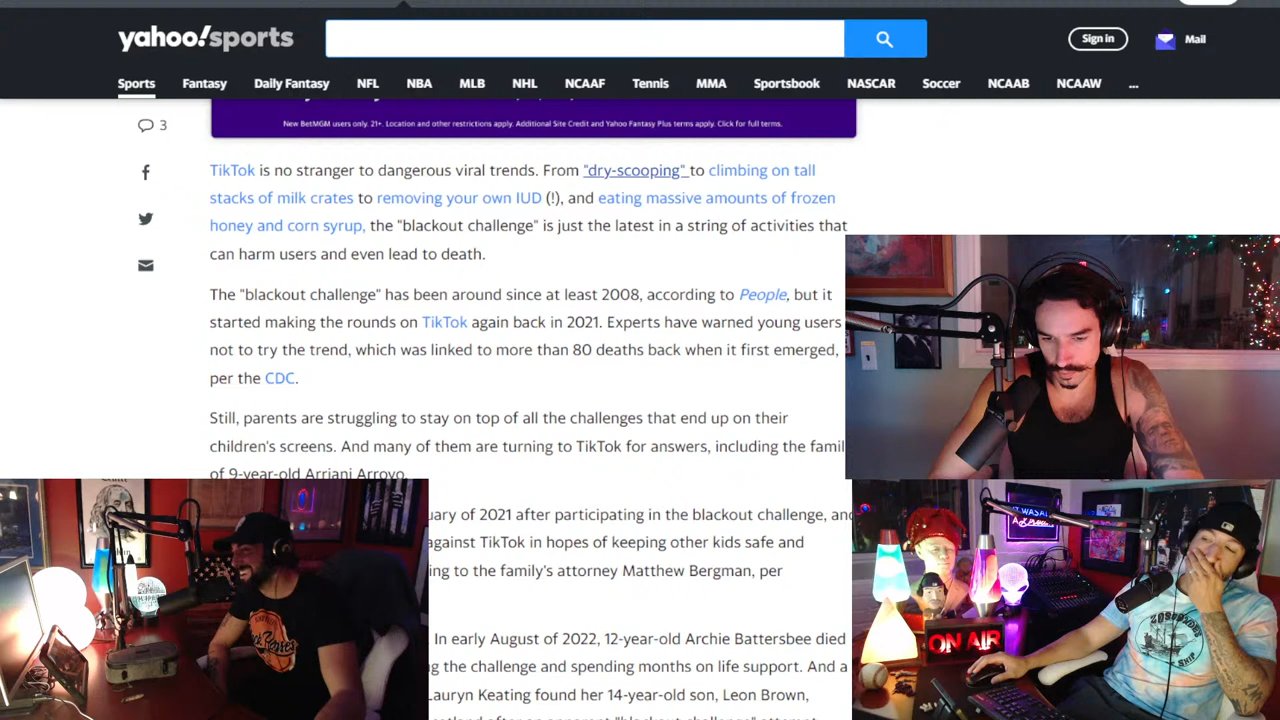 yahoo!sports
Sign in
Mail
Sports Fantasy Daily Fantasy NFL NBA MLB NHL NCAAF Tennis MMA Sportsbook NASCAR Soccer NCAAB NCAAW ...
New BetMGM users only. 21+. Location and other restrictions apply. Additional Site Credit and Yahoo Fantasy Plus terms apply. Click for full terms.
3
TikTok is no stranger to dangerous viral trends. From "dry-scooping" to climbing on tall
stacks of milk crates to removing your own IUD (!), and eating massive amounts of frozen
honey and corn syrup, the "blackout challenge" is just the latest in a string of activities that
can harm users and even lead to death.
The "blackout challenge" has been around since at least 2008, according to People, but it
started making the rounds on TikTok again back in 2021. Experts have warned young users
not to try the trend, which was linked to more than 80 deaths back when it first emerged,
per the CDC.
Still, parents are struggling to stay on top of all the challenges that end up on their
children's screens. And many of them are turning to TikTok for answers, including the famil
of 9-year-old Arriani Arroyo.
uary of 2021 after participating in the blackout challenge, and
against TikTok in hopes of keeping other kids safe and
ing to the family's attorney Matthew Bergman, per
In early August of 2022, 12-year-old Archie Battersbee died
g the challenge and spending months on life support. And a
Lauryn Keating found her 14-year-old son, Leon Brown,
ON AIR